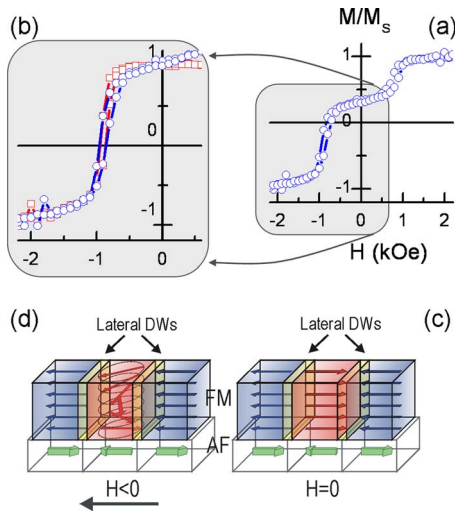 (b)
M/Ms
(a)
1
0
-1
-2
-1
0
1
0
-1
-2
-1
0
1
2
H (kOe)
(d)
Lateral DWs
Lateral DWs
(c)
FM
AF
H<0
H=0